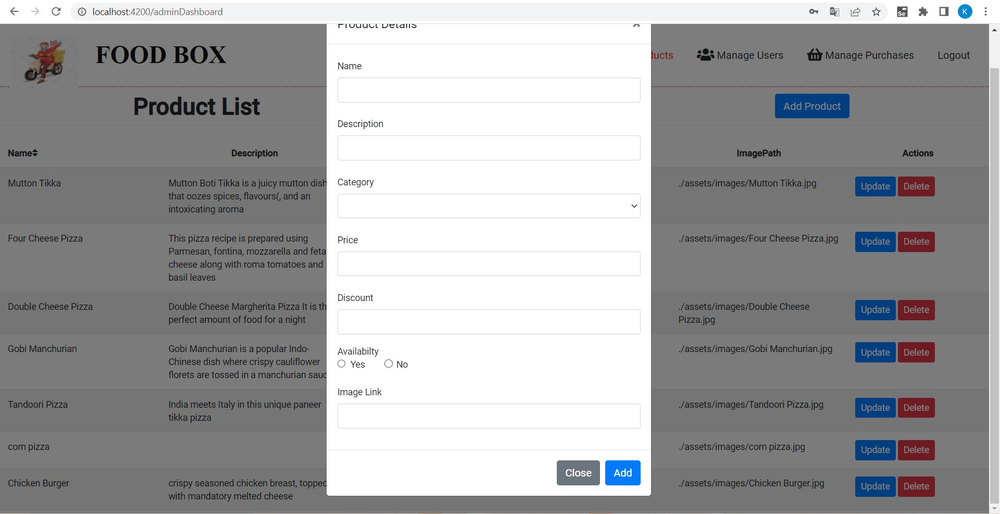 localhost:4200/adminDashboard
Se
K
Product Details
FOOD BOX
ducts
Manage Users
Manage Purchases
Logout
Product List
Add Product
Name
Description
ImagePath
Actions
Mutton Tikka
Mutton Boti Tikka is a juicy mutton dish
that oozes spices, flavours(, and an
intoxicating aroma
./assets/images/Mutton Tikka.jpg
Update
Delete
Four Cheese Pizza
This pizza recipe is prepared using
Parmesan, fontina, mozzarella and feta
cheese along with roma tomatoes and
basil leaves
./assets/images/Four Cheese Pizza.jpg
Update
Delete
Double Cheese Pizza
Double Cheese Margherita Pizza It is th
perfect amount of food for a night
./assets/images/Double Cheese
Pizza.jpg
Update
Delete
Gobi Manchurian
Gobi Manchurian is a popular Indo-
Chinese dish where crispy cauliflower
florets are tossed in a manchurian sauc
./assets/images/Gobi Manchurian.jpg
Update
Delete
Tandoori Pizza
India meets Italy in this unique paneer
tikka pizza
./assets/images/Tandoori Pizza.jpg
Update
Delete
corn pizza
./assets/images/corn pizza.jpg
Update
Delete
Chicken Burger
crispy seasoned chicken breast, topped
with mandatory melted cheese
./assets/images/Chicken Burger.jpg
Update
Delete
Name
Description
Category
Price
Discount
Availabilty
Yes
No
Image Link
Close
Add